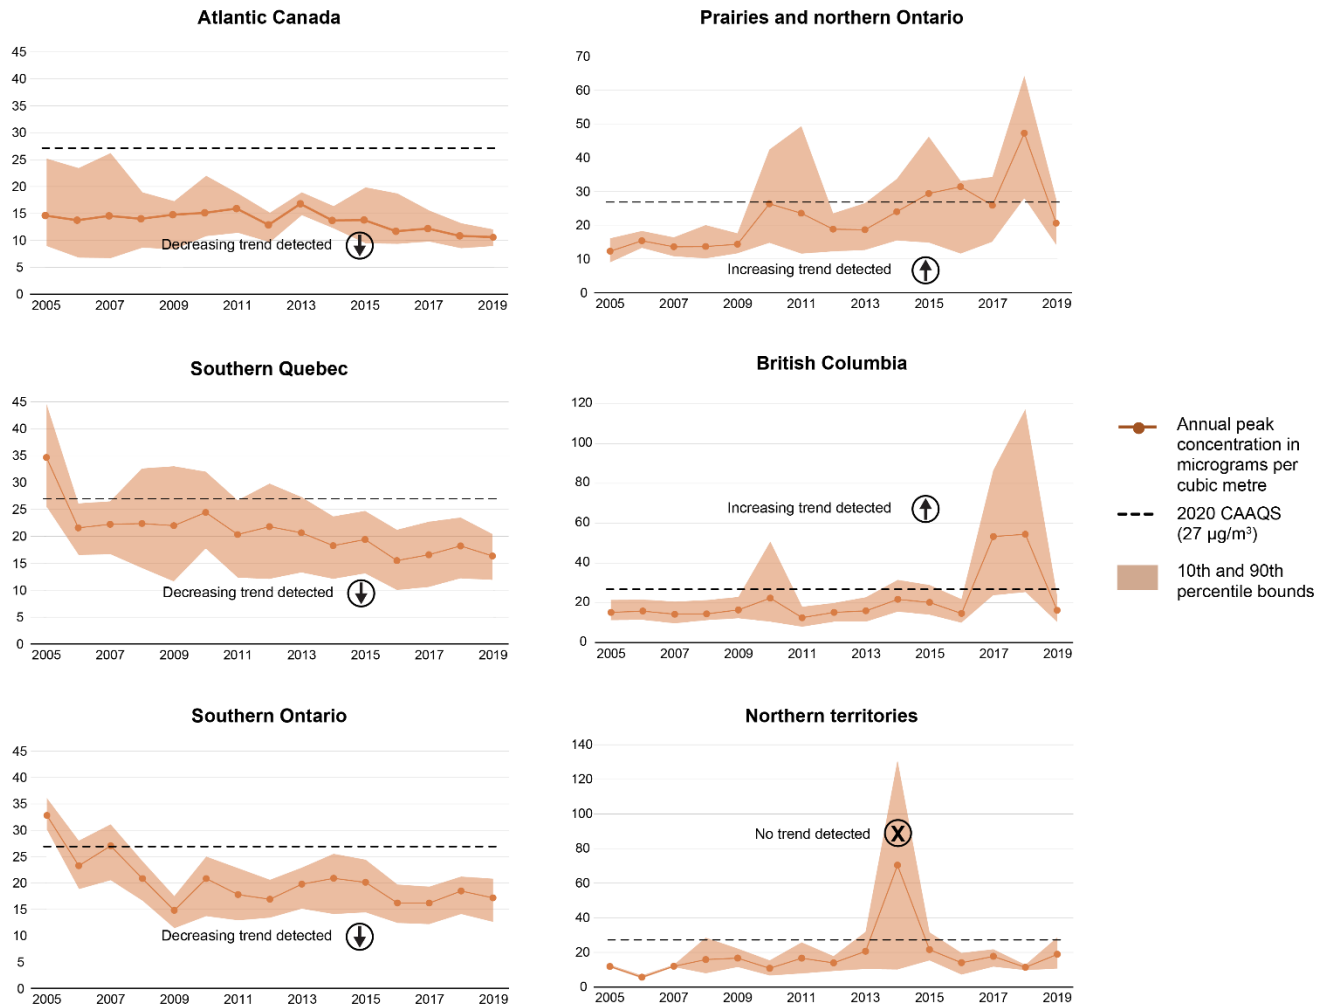 Atlantic Canada
45
40
35
30
25
20
15
10
5
0
Decreasing trend detected
2005 2007 2009 2011 2013 2015 2017 2019
Prairies and northern Ontario
70
60
50
40
30
20
10
0
Increasing trend detected
2005 2007 2009 2011 2013 2015 2017 2019
Southern Quebec
45
40
35
30
25
20
15
10
5
0
Decreasing trend detected
2005 2007 2009 2011 2013 2015 2017 2019
British Columbia
120
100
80
60
40
20
0
Increasing trend detected
2005 2007 2009 2011 2013 2015 2017 2019
Annual peak
concentration in
micrograms per
cubic metre
2020 CAAQS
(27 µg/m³)
10th and 90th
percentile bounds
Southern Ontario
45
40
35
30
25
20
15
10
5
0
Decreasing trend detected
2005 2007 2009 2011 2013 2015 2017 2019
Northern territories
140
120
100
80
60
40
20
0
No trend detected X
2005 2007 2009 2011 2013 2015 2017 2019